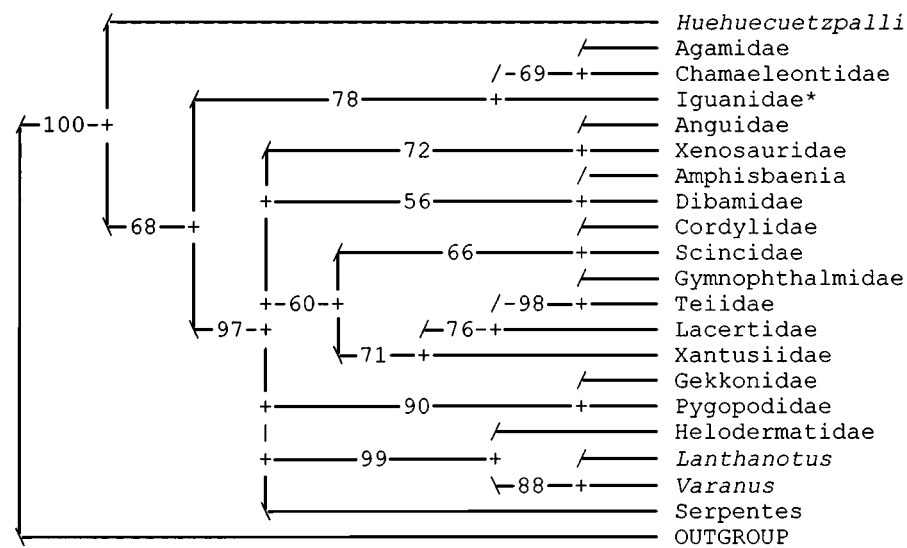 Huehuecuetzpalli
Agamidae
69 Chamaeleontidae
78 Iguanidae*
100 Anguidae
72 Xenosauridae
Amphisbaenia
56 Dibamidae
68 Cordylidae
66 Scincidae
Gymnophthalmidae
60 98 Teiidae
97 76 Lacertidae
71 Xantusiidae
Gekkonidae
90 Pygopodidae
Helodermatidae
99 Lanthanotus
88 Varanus
Serpentes
OUTGROUP